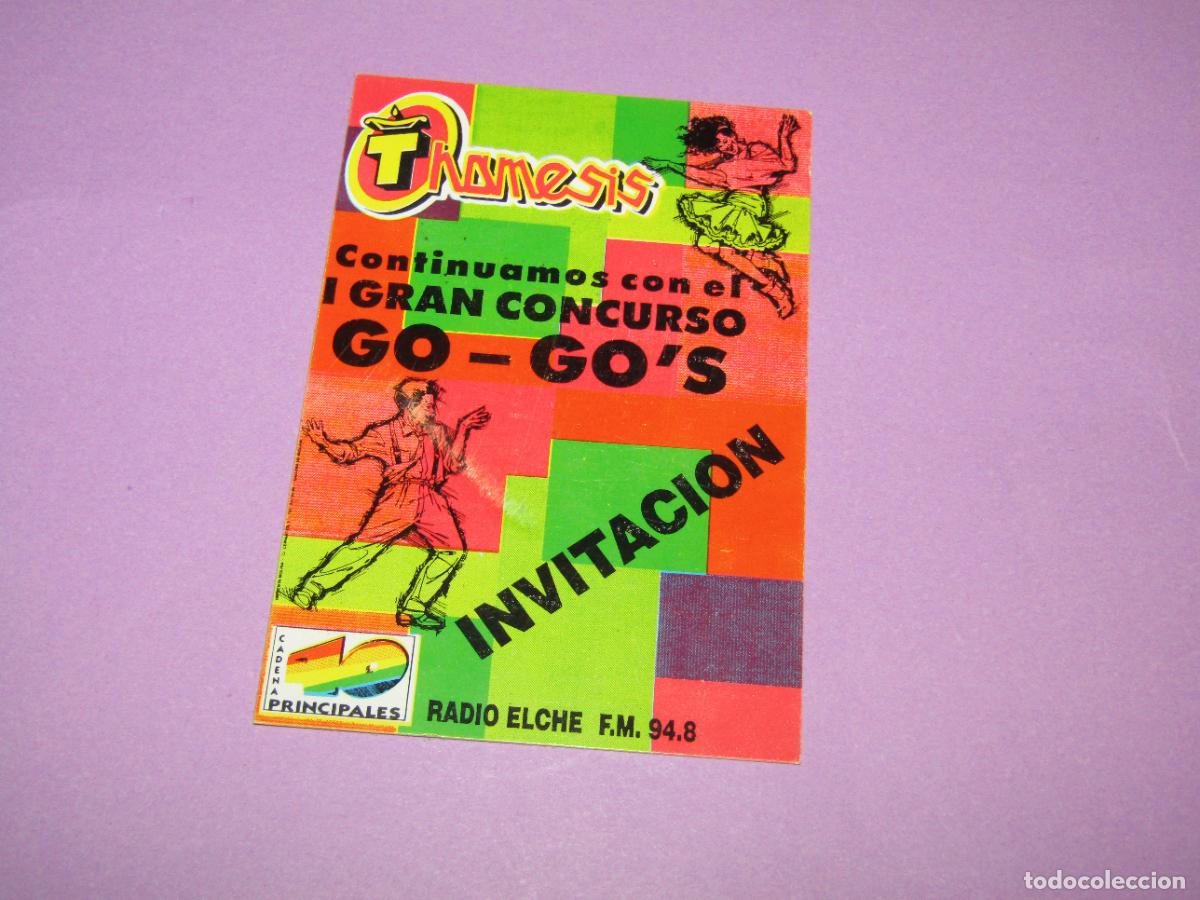 Thamesis
Continuamos con el
I GRAN CONCURSO
GO - GO'S
INVITACION
CADENA
40
PRINCIPALES
RADIO ELCHE F.M. 94.8
todocoleccion